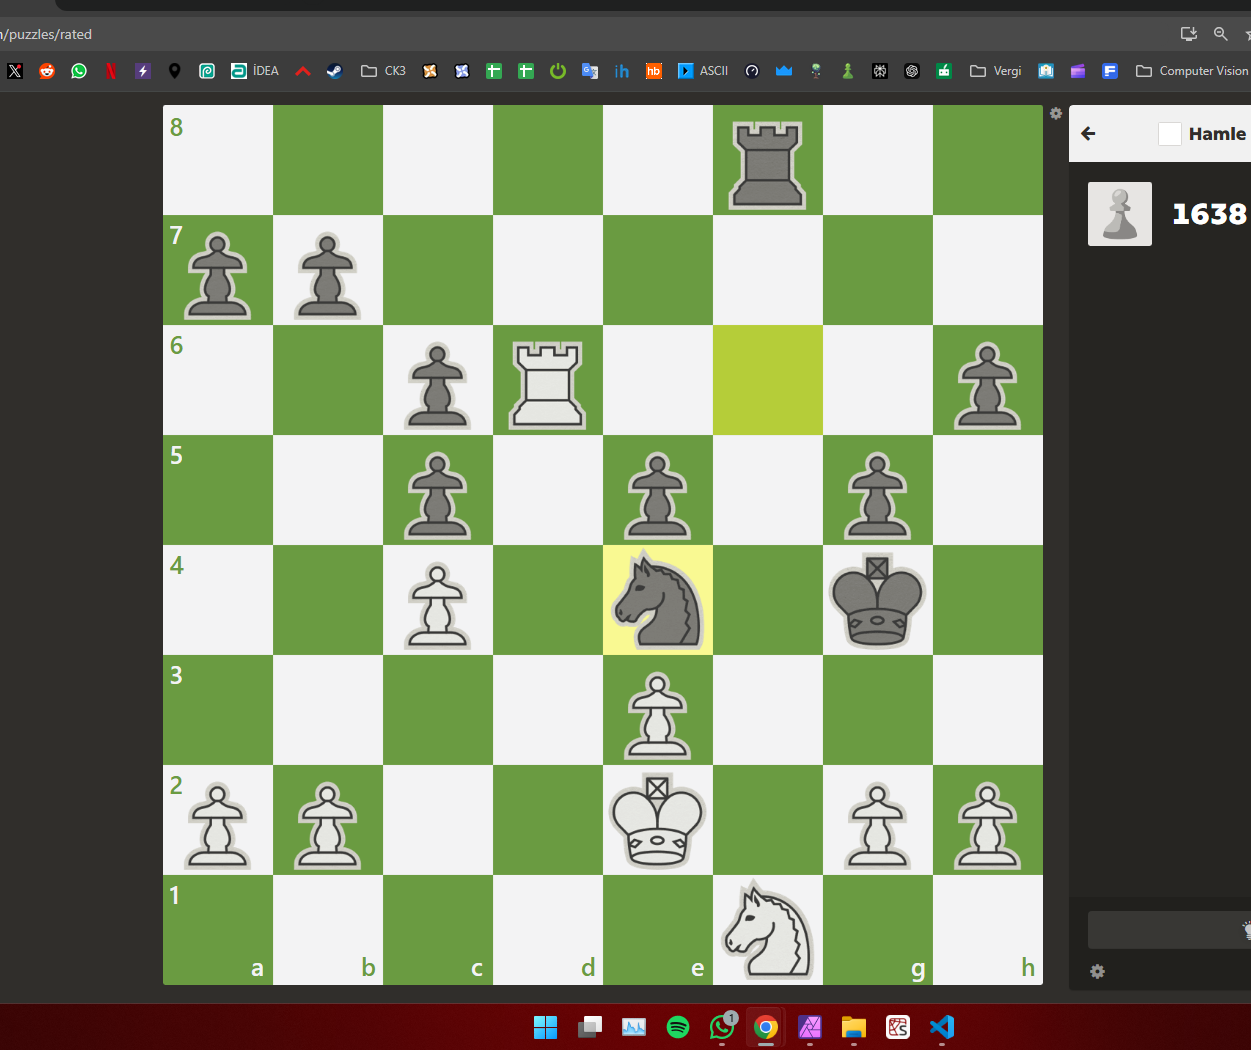 n/puzzles/rated
İDEA
CK3
ih
hb
ASCII
Vergi
Computer Vision
8
7
6
5
4
3
2
1
a
b
c
d
e
g
h
Hamle
1638
1